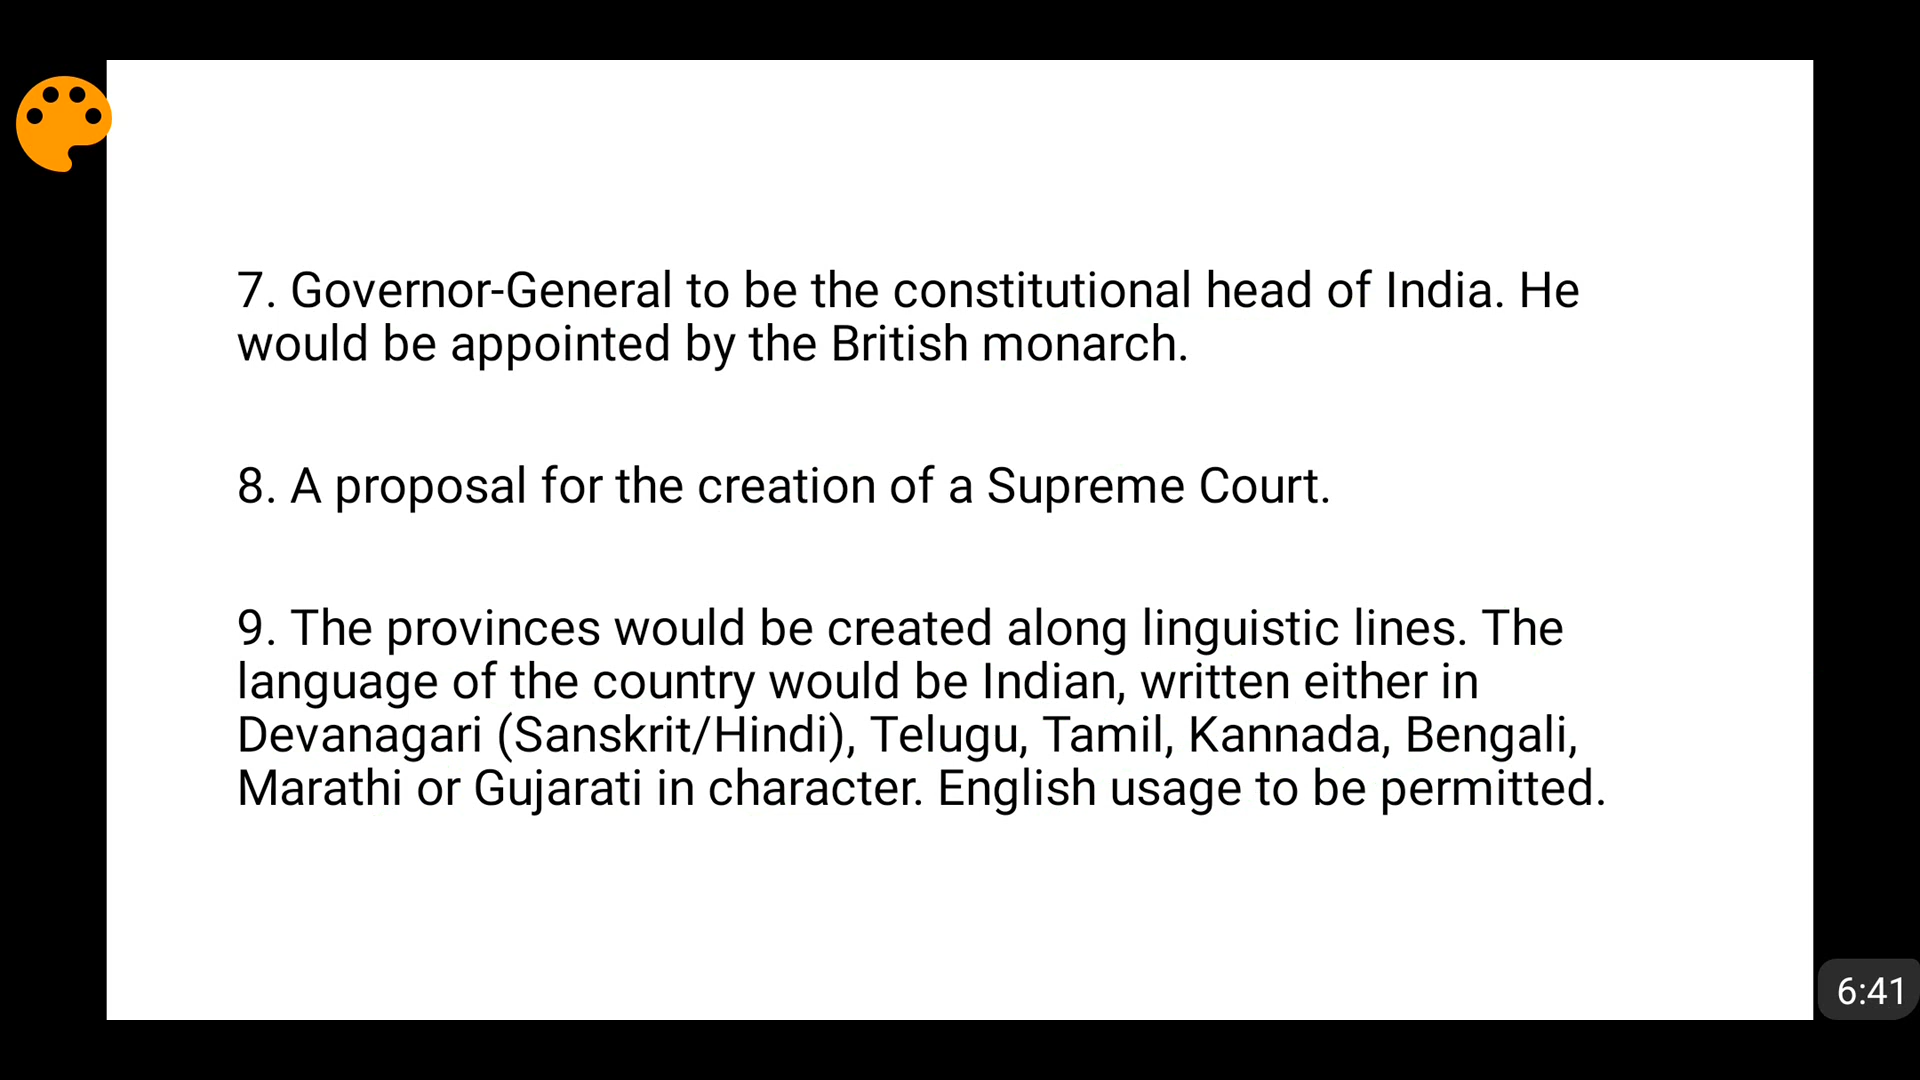 7. Governor-General to be the constitutional head of India. He
would be appointed by the British monarch.
8. A proposal for the creation of a Supreme Court.
9. The provinces would be created along linguistic lines. The
language of the country would be Indian, written either in
Devanagari (Sanskrit/Hindi), Telugu, Tamil, Kannada, Bengali,
Marathi or Gujarati in character. English usage to be permitted.
6:41